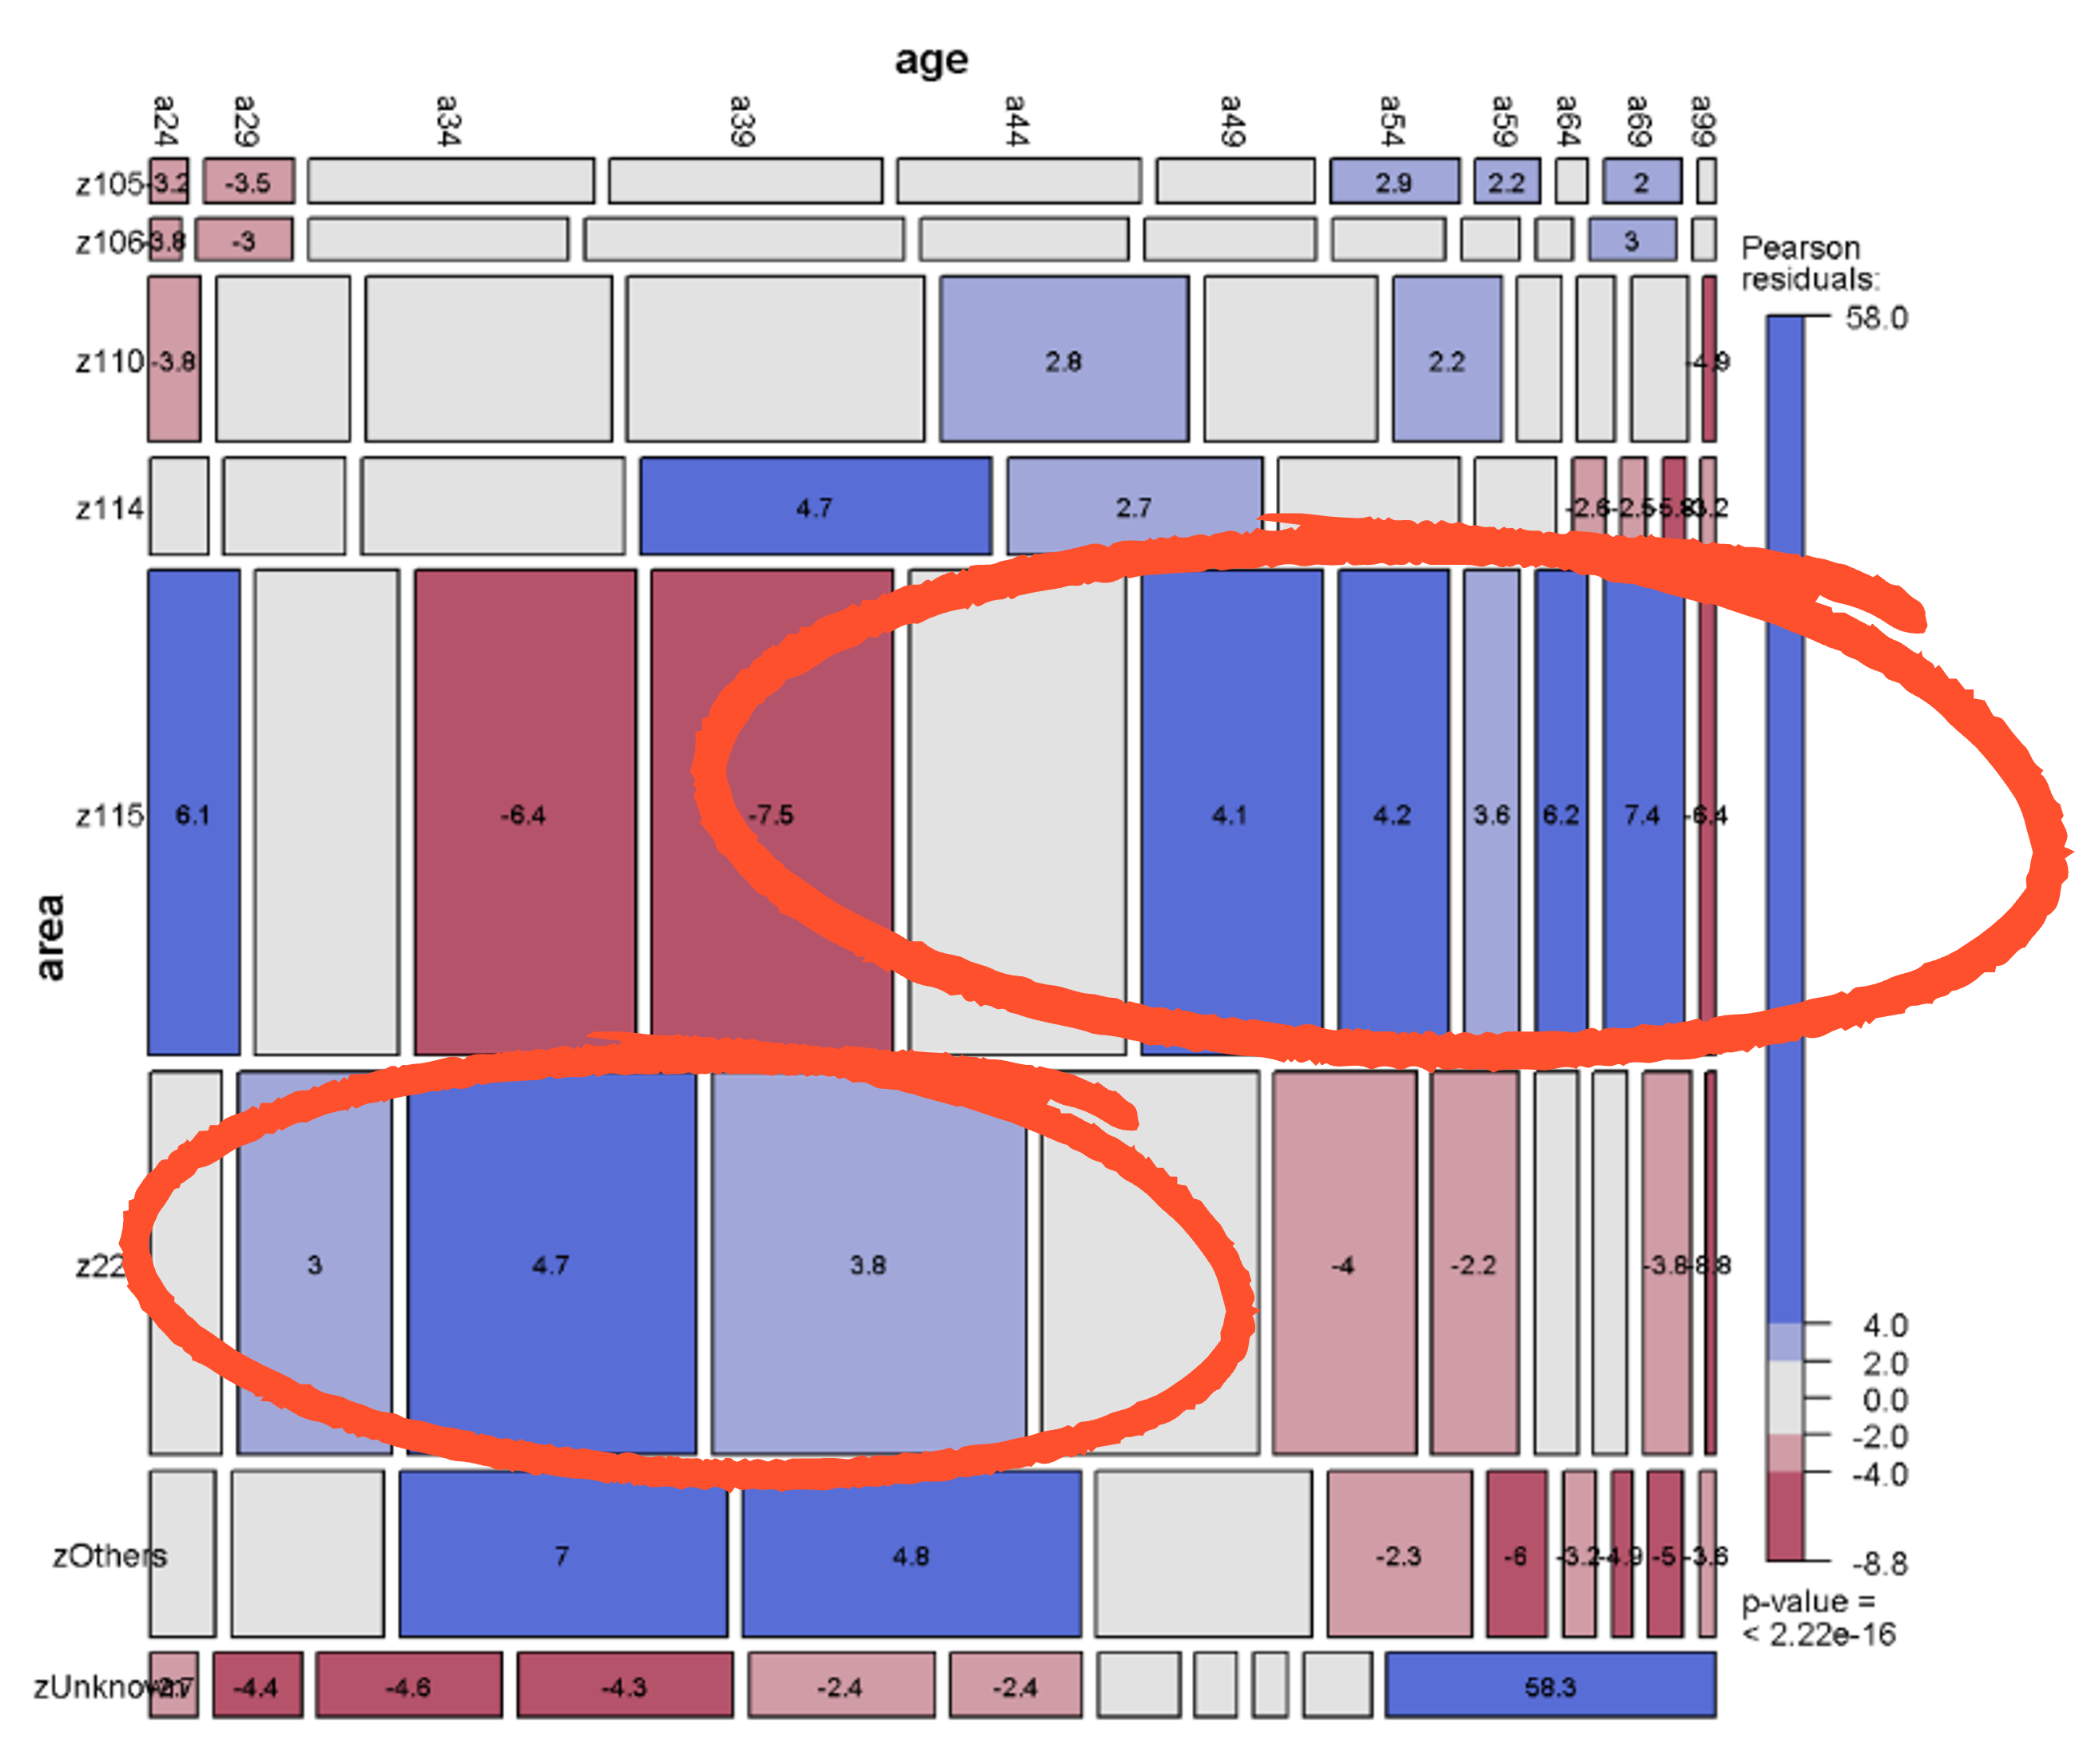 age
a24 a29 a34 a39 a44 a49 a54 a59 a64 a69 a99
z105 -3.2 -3.5 2.9 2.2 2
z106 -3.8 -3 3
z110 -3.8 2.8 2.2 -4.9
z114 4.7 2.7 -2.6 -2.5 -5.8 -3.2
area
z115 6.1 -6.4 -7.5 4.1 4.2 3.6 6.2 7.4 -6.4
z22 3 4.7 3.8 -4 -2.2 -3.8 -8.8
zOthers 7 4.8 -2.3 -6 -3.2 -4.9 -5 -3.6
zUnknown -2.7 -4.4 -4.6 -4.3 -2.4 -2.4 58.3
Pearson
residuals:
58.0
4.0
2.0
0.0
-2.0
-4.0
-8.8
p-value =
< 2.22e-16